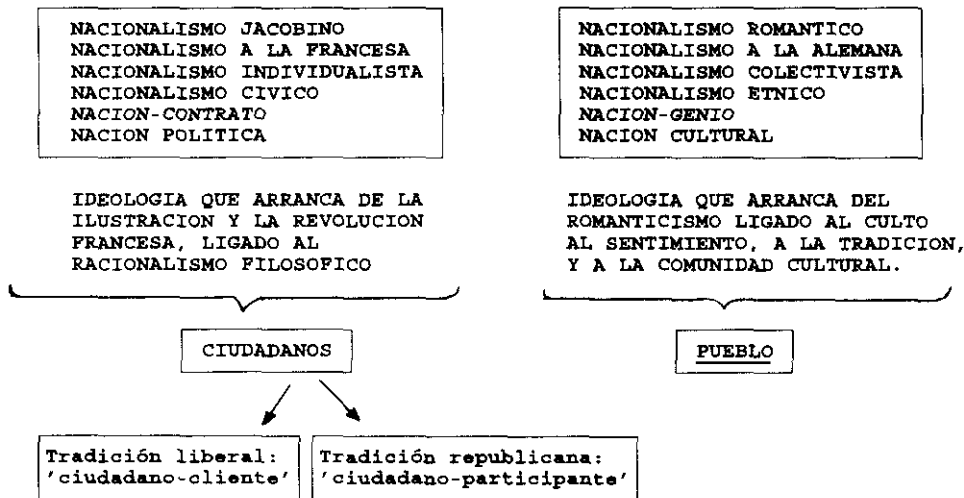 NACIONALISMO JACOBINO
NACIONALISMO A LA FRANCESA
NACIONALISMO INDIVIDUALISTA
NACIONALISMO CIVICO
NACION-CONTRATO
NACION POLITICA
IDEOLOGIA QUE ARRANCA DE LA
ILUSTRACION Y LA REVOLUCION
FRANCESA, LIGADO AL
RACIONALISMO FILOSOFICO
CIUDADANOS
Tradición liberal:
'ciudadano-cliente'
Tradición republicana:
'ciudadano-participante'
NACIONALISMO ROMANTICO
NACIONALISMO A LA ALEMANA
NACIONALISMO COLECTIVISTA
NACIONALISMO ETNICO
NACION-GENIO
NACION CULTURAL
IDEOLOGIA QUE ARRANCA DEL
ROMANTICISMO LIGADO AL CULTO
AL SENTIMIENTO, A LA TRADICION,
Y A LA COMUNIDAD CULTURAL.
PUEBLO